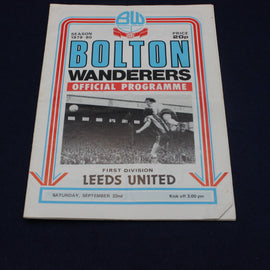 BW
SEASON
1979-80
PRICE
20p
BOLTON
WANDERERS
OFFICIAL PROGRAMME
FIRST DIVISION
LEEDS UNITED
SATURDAY, SEPTEMBER 22nd
Kick-off 3.00 pm